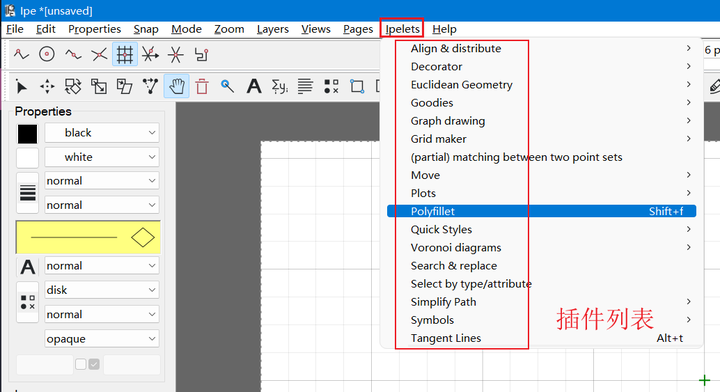 Ipe *[unsaved]
File Edit Properties Snap Mode Zoom Layers Views Pages Ipelets Help
Properties
black
white
normal
normal
A normal
disk
normal
opaque
Align & distribute
Decorator
Euclidean Geometry
Goodies
Graph drawing
Grid maker
(partial) matching between two point sets
Move
Plots
Polyfillet Shift+f
Quick Styles
Voronoi diagrams
Search & replace
Select by type/attribute
Simplify Path
Symbols
Tangent Lines Alt+t
插件列表